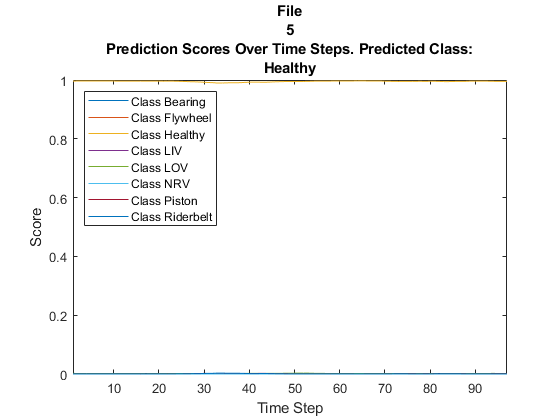 File
5
Prediction Scores Over Time Steps. Predicted Class:
Healthy
1
0.8
0.6
0.4
0.2
0
Score
Class Bearing
Class Flywheel
Class Healthy
Class LIV
Class LOV
Class NRV
Class Piston
Class Riderbelt
10 20 30 40 50 60 70 80 90
Time Step